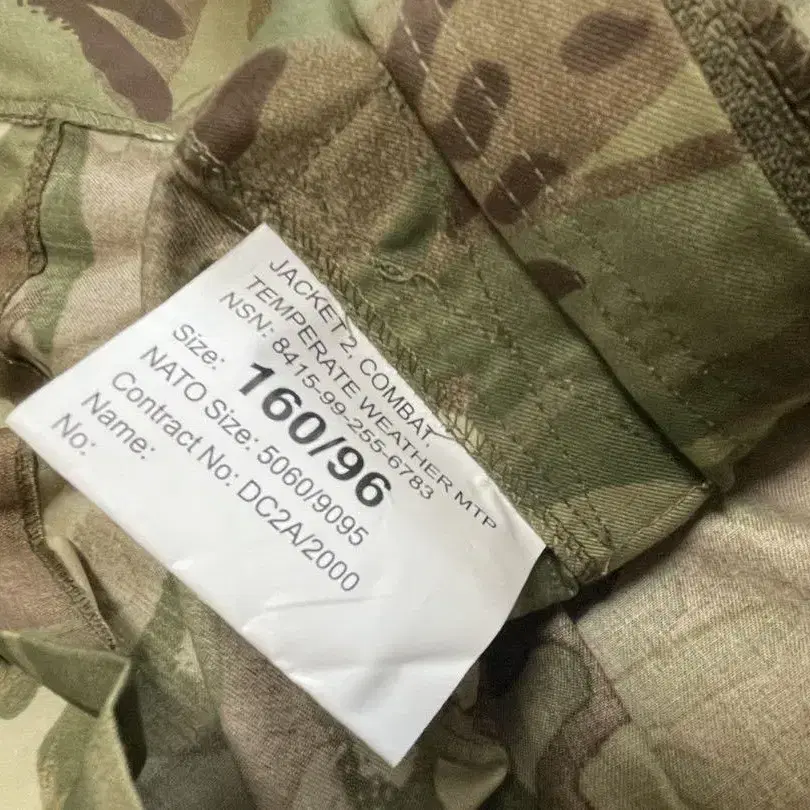 JACKET 2, COMBAT
TEMPERATE WEATHER MTP
NSN: 8415-99-255-6783
Size: 160/96
NATO Size: 5060/9095
Contract No: DC2A/2000
Name:
No: